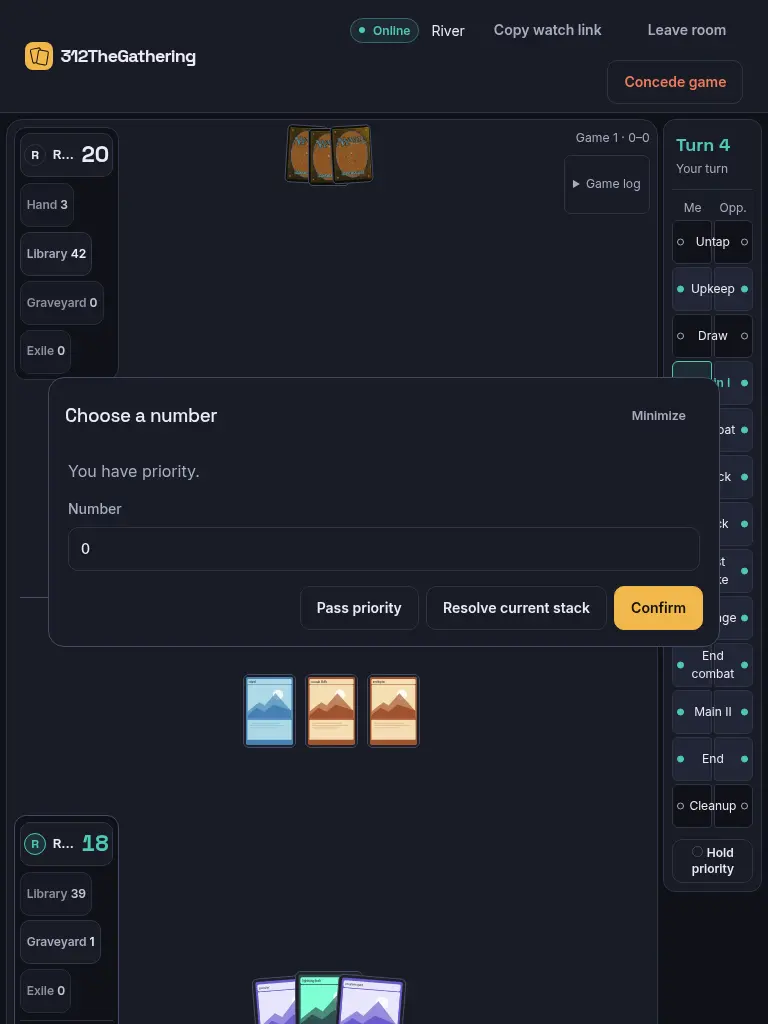 312TheGathering
Online
River
Copy watch link
Leave room
Concede game
R R... 20
Hand 3
Library 42
Graveyard 0
Exile 0
Game 1 · 0–0
Game log
Turn 4
Your turn
Me Opp.
Untap
Upkeep
Draw
Choose a number
Minimize
You have priority.
Number
0
Pass priority
Resolve current stack
Confirm
End
combat
Main II
End
Cleanup
Hold
priority
R R... 18
Library 39
Graveyard 1
Exile 0